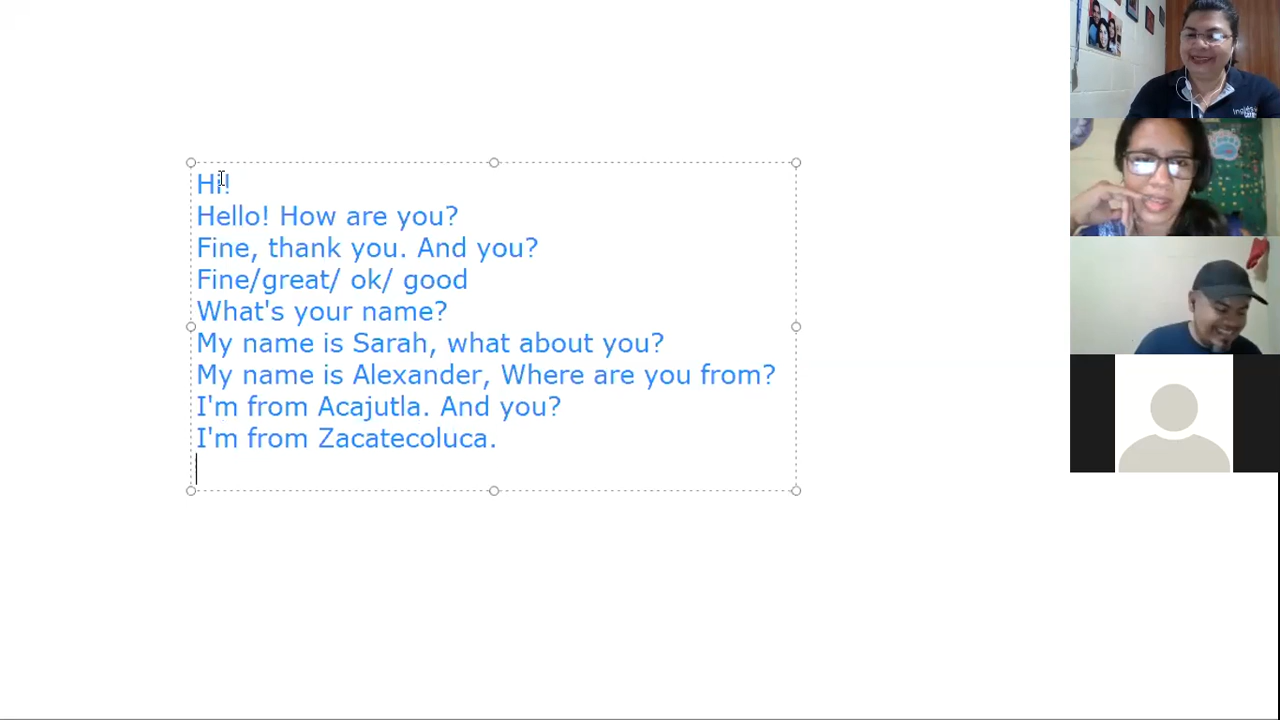 Hi!
Hello! How are you?
Fine, thank you. And you?
Fine/great/ ok/ good
What's your name?
My name is Sarah, what about you?
My name is Alexander, Where are you from?
I'm from Acajutla. And you?
I'm from Zacatecoluca.
Inglés